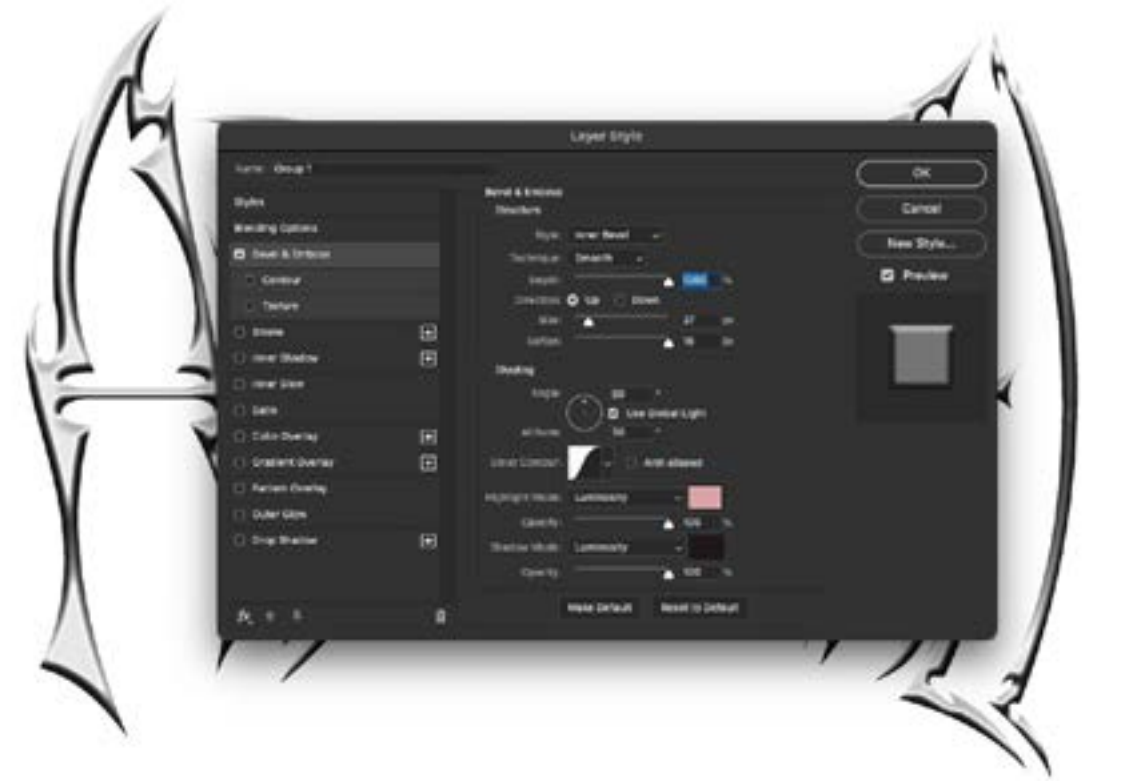 Layer Style
Name: Group 1
OK
Cancel
New Style...
Preview
Styles
Blending Options
Bevel & Emboss
Contour
Texture
Stroke
Inner Shadow
Inner Glow
Satin
Color Overlay
Gradient Overlay
Pattern Overlay
Outer Glow
Drop Shadow
fx
Bevel & Emboss
Structure
Style: Inner Bevel
Technique: Smooth
Depth: %
Direction: Up Down
Size: px
Soften: 16 px
Shading
Angle: °
Use Global Light
Altitude: °
Gloss Contour: Anti-aliased
Highlight Mode: Luminosity
Opacity: 100 %
Shadow Mode: Luminosity
Opacity: 100 %
Make Default Reset to Default